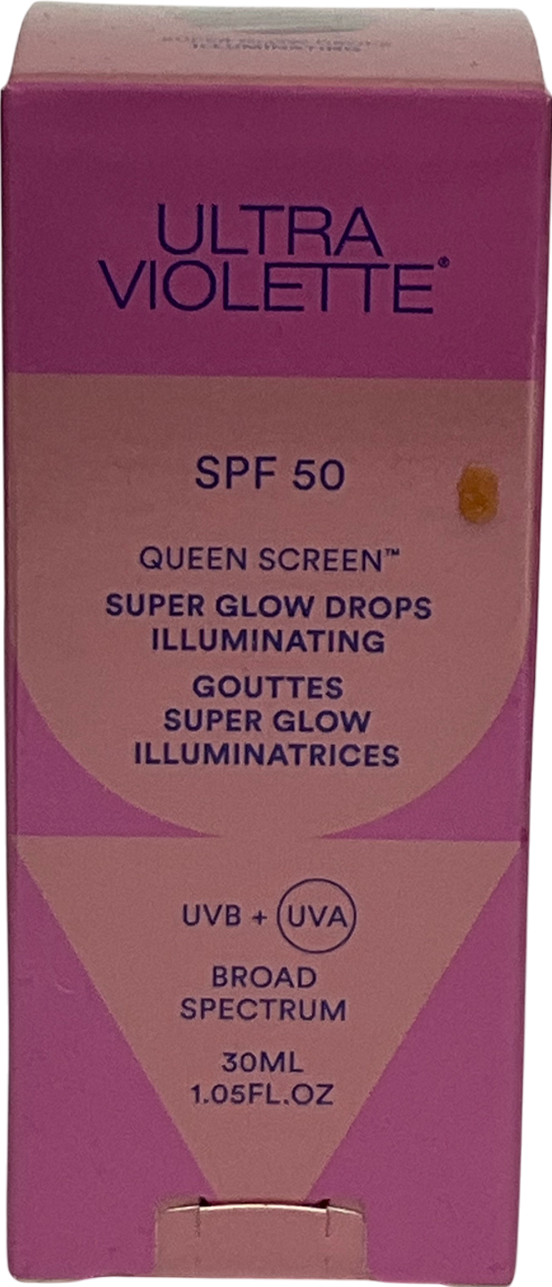 ILLUMINATING
ULTRA
VIOLETTE®
SPF 50
QUEEN SCREEN™
SUPER GLOW DROPS
ILLUMINATING
GOUTTES
SUPER GLOW
ILLUMINATRICES
UVB + UVA
BROAD
SPECTRUM
30ML
1.05FL.OZ